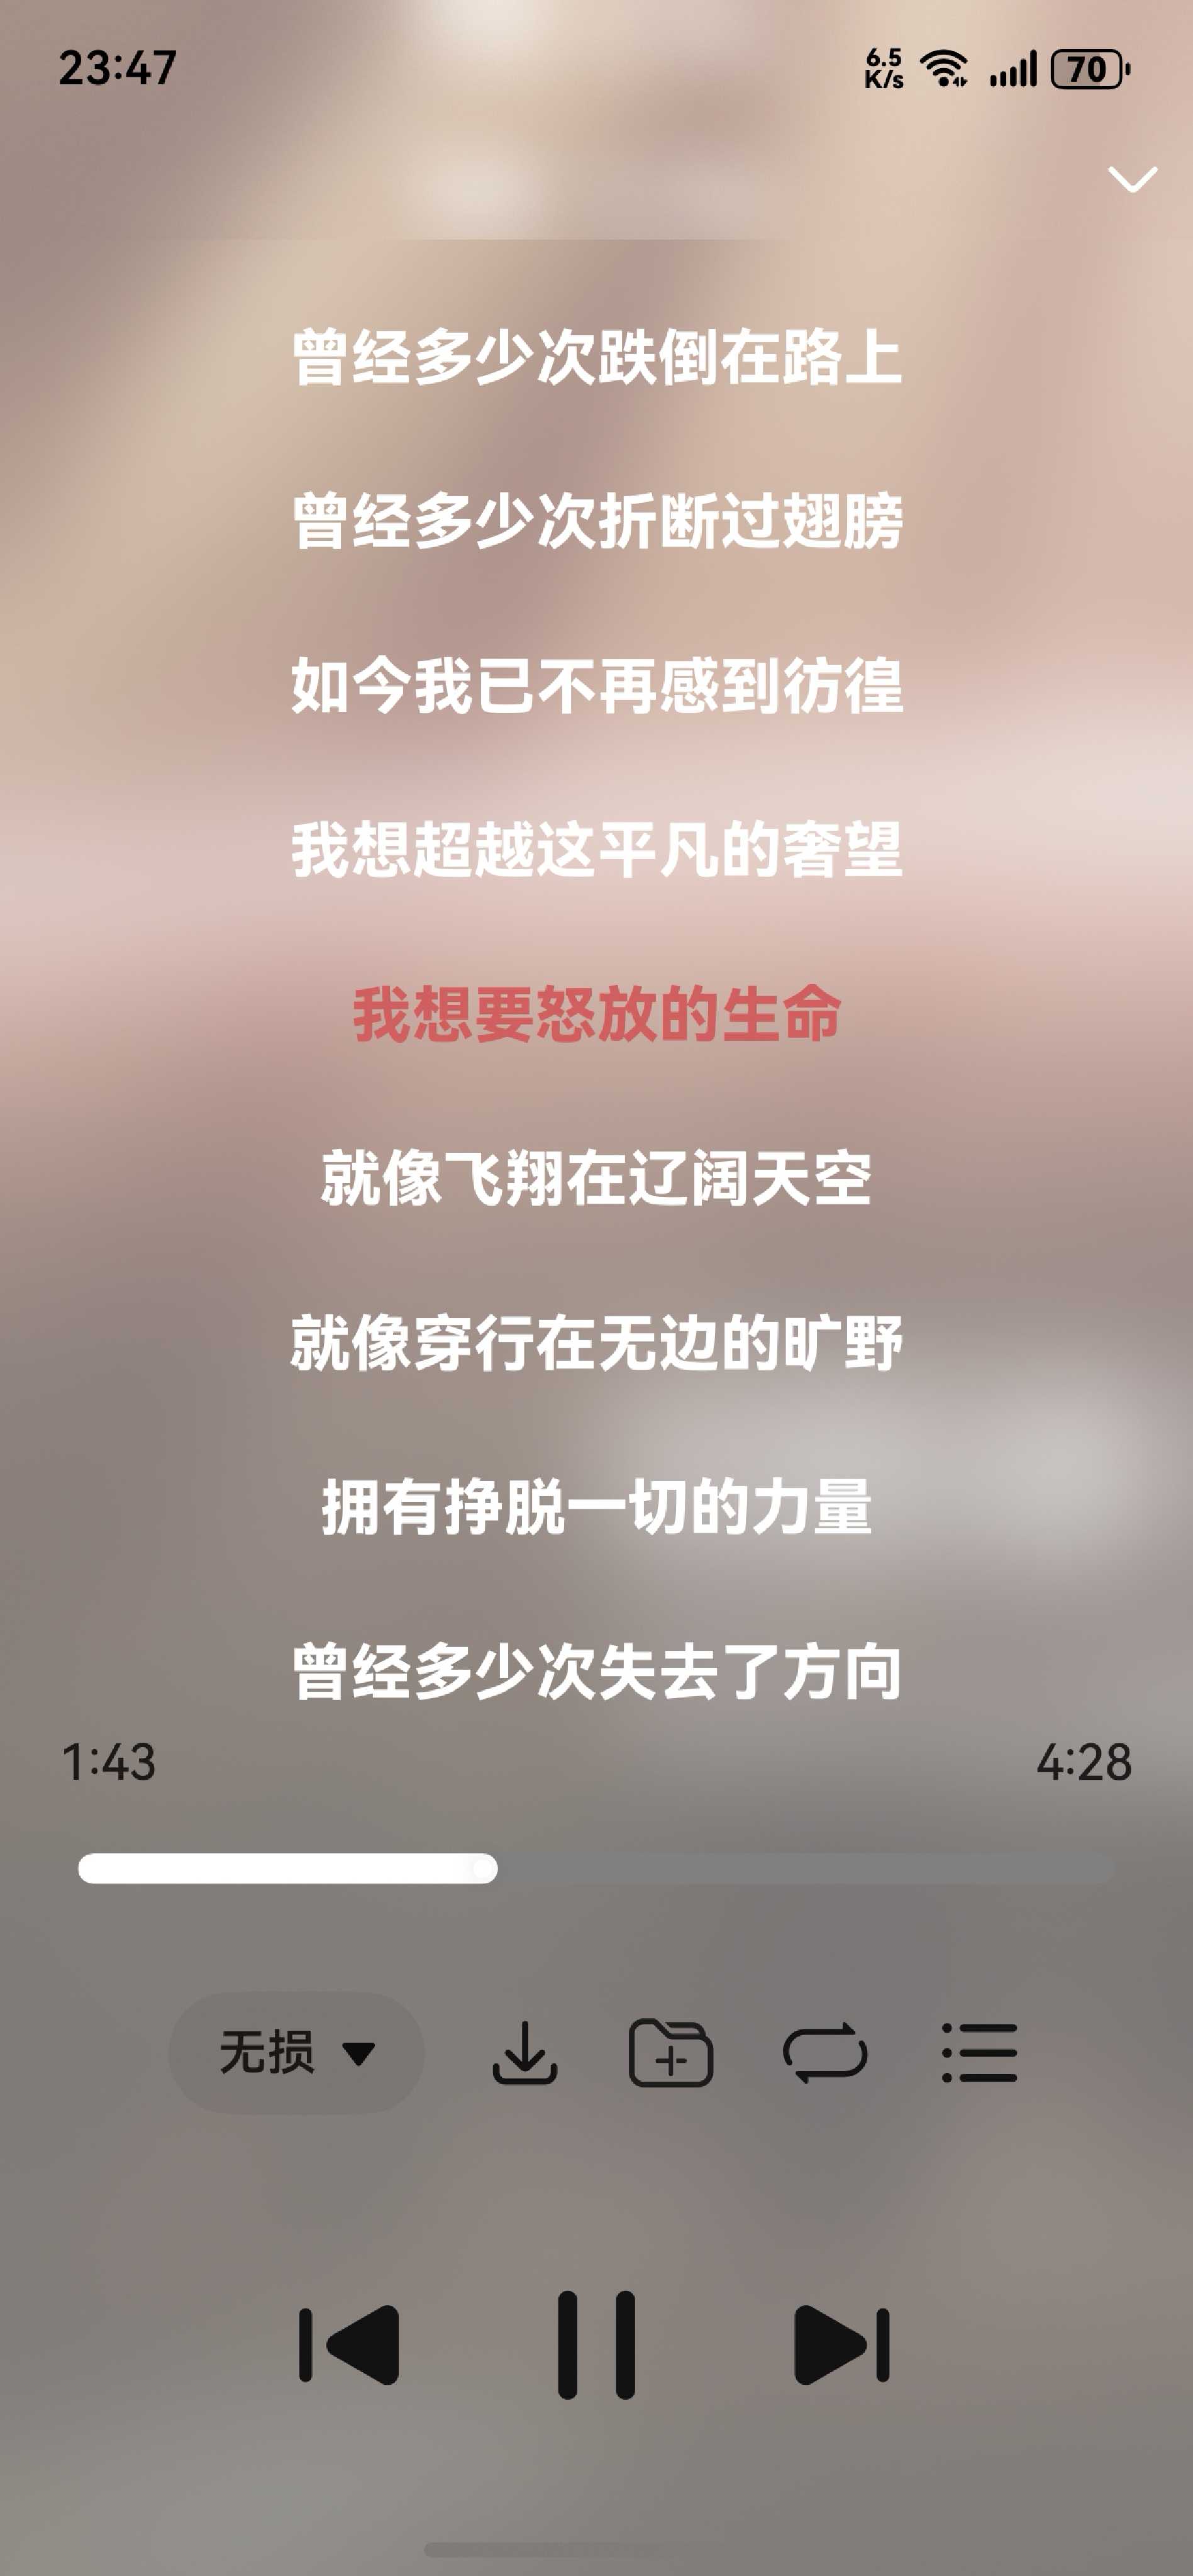 23:47
6.5
K/s
70
曾经多少次跌倒在路上
曾经多少次折断过翅膀
如今我已不再感到彷徨
我想超越这平凡的奢望
我想要怒放的生命
就像飞翔在辽阔天空
就像穿行在无边的旷野
拥有挣脱一切的力量
曾经多少次失去了方向
1:43
4:28
无损